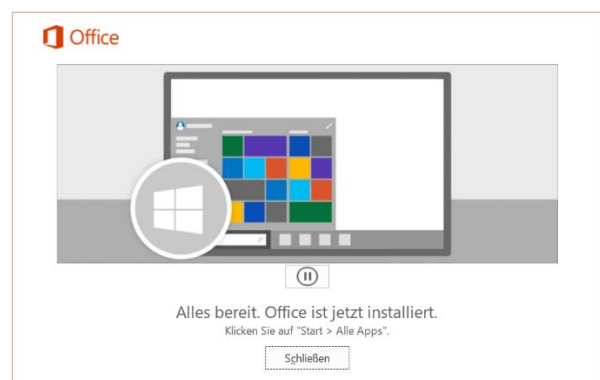 Office
Alles bereit. Office ist jetzt installiert.
Klicken Sie auf "Start > Alle Apps".
Schließen